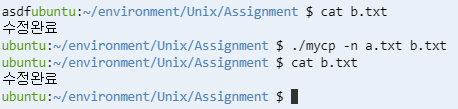 asdfubuntu:~/environment/Unix/Assignment $ cat b.txt
수정완료
ubuntu:~/environment/Unix/Assignment $ ./mycp -n a.txt b.txt
ubuntu:~/environment/Unix/Assignment $ cat b.txt
수정완료
ubuntu:~/environment/Unix/Assignment $